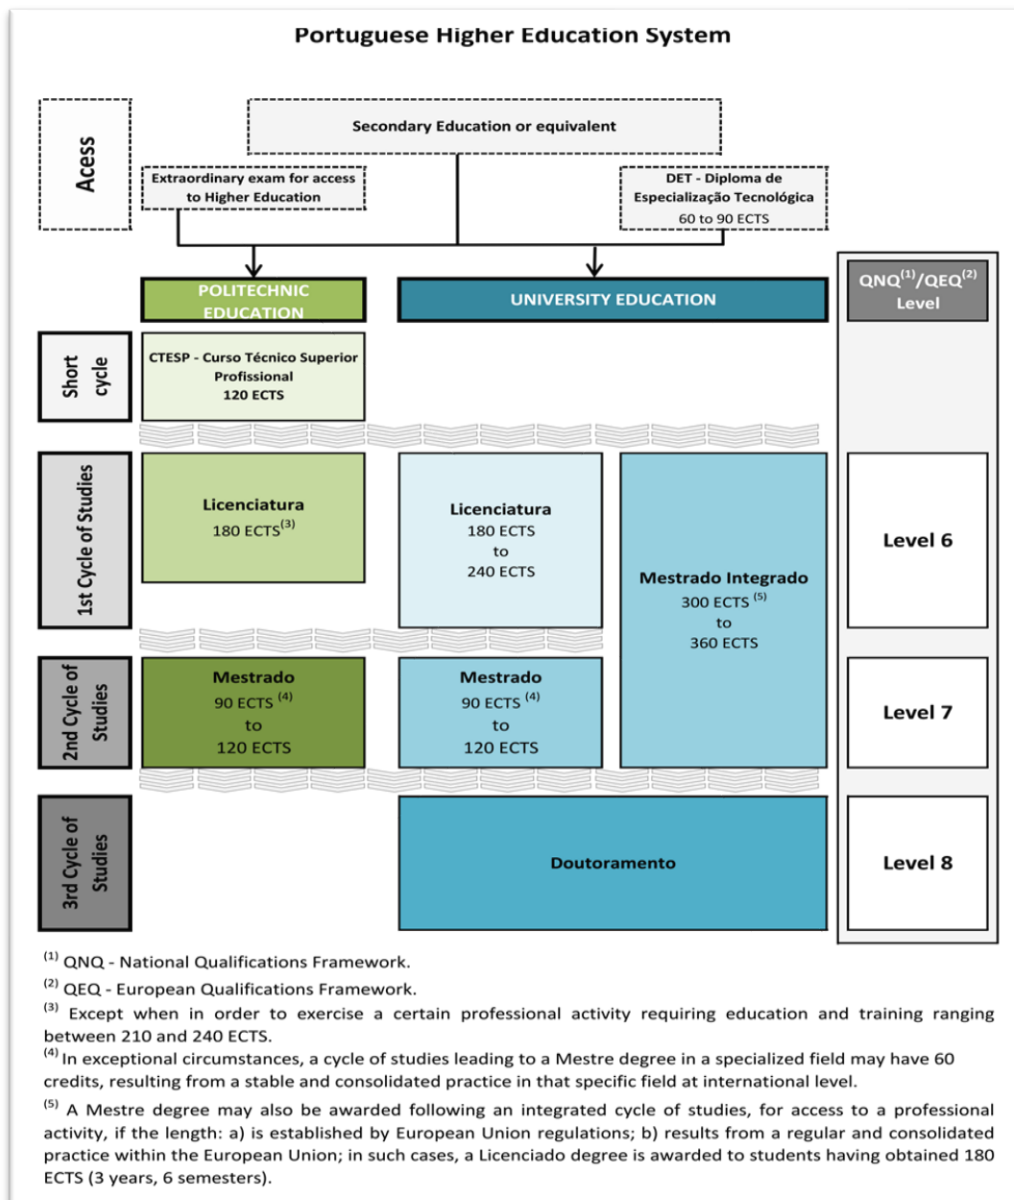 Portuguese Higher Education System
Acess
Secondary Education or equivalent
Extraordinary exam for access
to Higher Education
DET - Diploma de
Especialização Tecnológica
60 to 90 ECTS
POLITECHNIC
EDUCATION
UNIVERSITY EDUCATION
QNQ(1)/QEQ(2)
Level
Short
cycle
CTESP - Curso Técnico Superior
Profissional
120 ECTS
1st Cycle of Studies
Licenciatura
180 ECTS(3)
Licenciatura
180 ECTS
to
240 ECTS
Mestrado Integrado
300 ECTS (5)
to
360 ECTS
Level 6
2nd Cycle of
Studies
Mestrado
90 ECTS (4)
to
120 ECTS
Mestrado
90 ECTS (4)
to
120 ECTS
Level 7
3rd Cycle of
Studies
Doutoramento
Level 8
(1) QNQ - National Qualifications Framework.
(2) QEQ - European Qualifications Framework.
(3) Except when in order to exercise a certain professional activity requiring education and training ranging
between 210 and 240 ECTS.
(4) In exceptional circumstances, a cycle of studies leading to a Mestre degree in a specialized field may have 60
credits, resulting from a stable and consolidated practice in that specific field at international level.
(5) A Mestre degree may also be awarded following an integrated cycle of studies, for access to a professional
activity, if the length: a) is established by European Union regulations; b) results from a regular and consolidated
practice within the European Union; in such cases, a Licenciado degree is awarded to students having obtained 180
ECTS (3 years, 6 semesters).